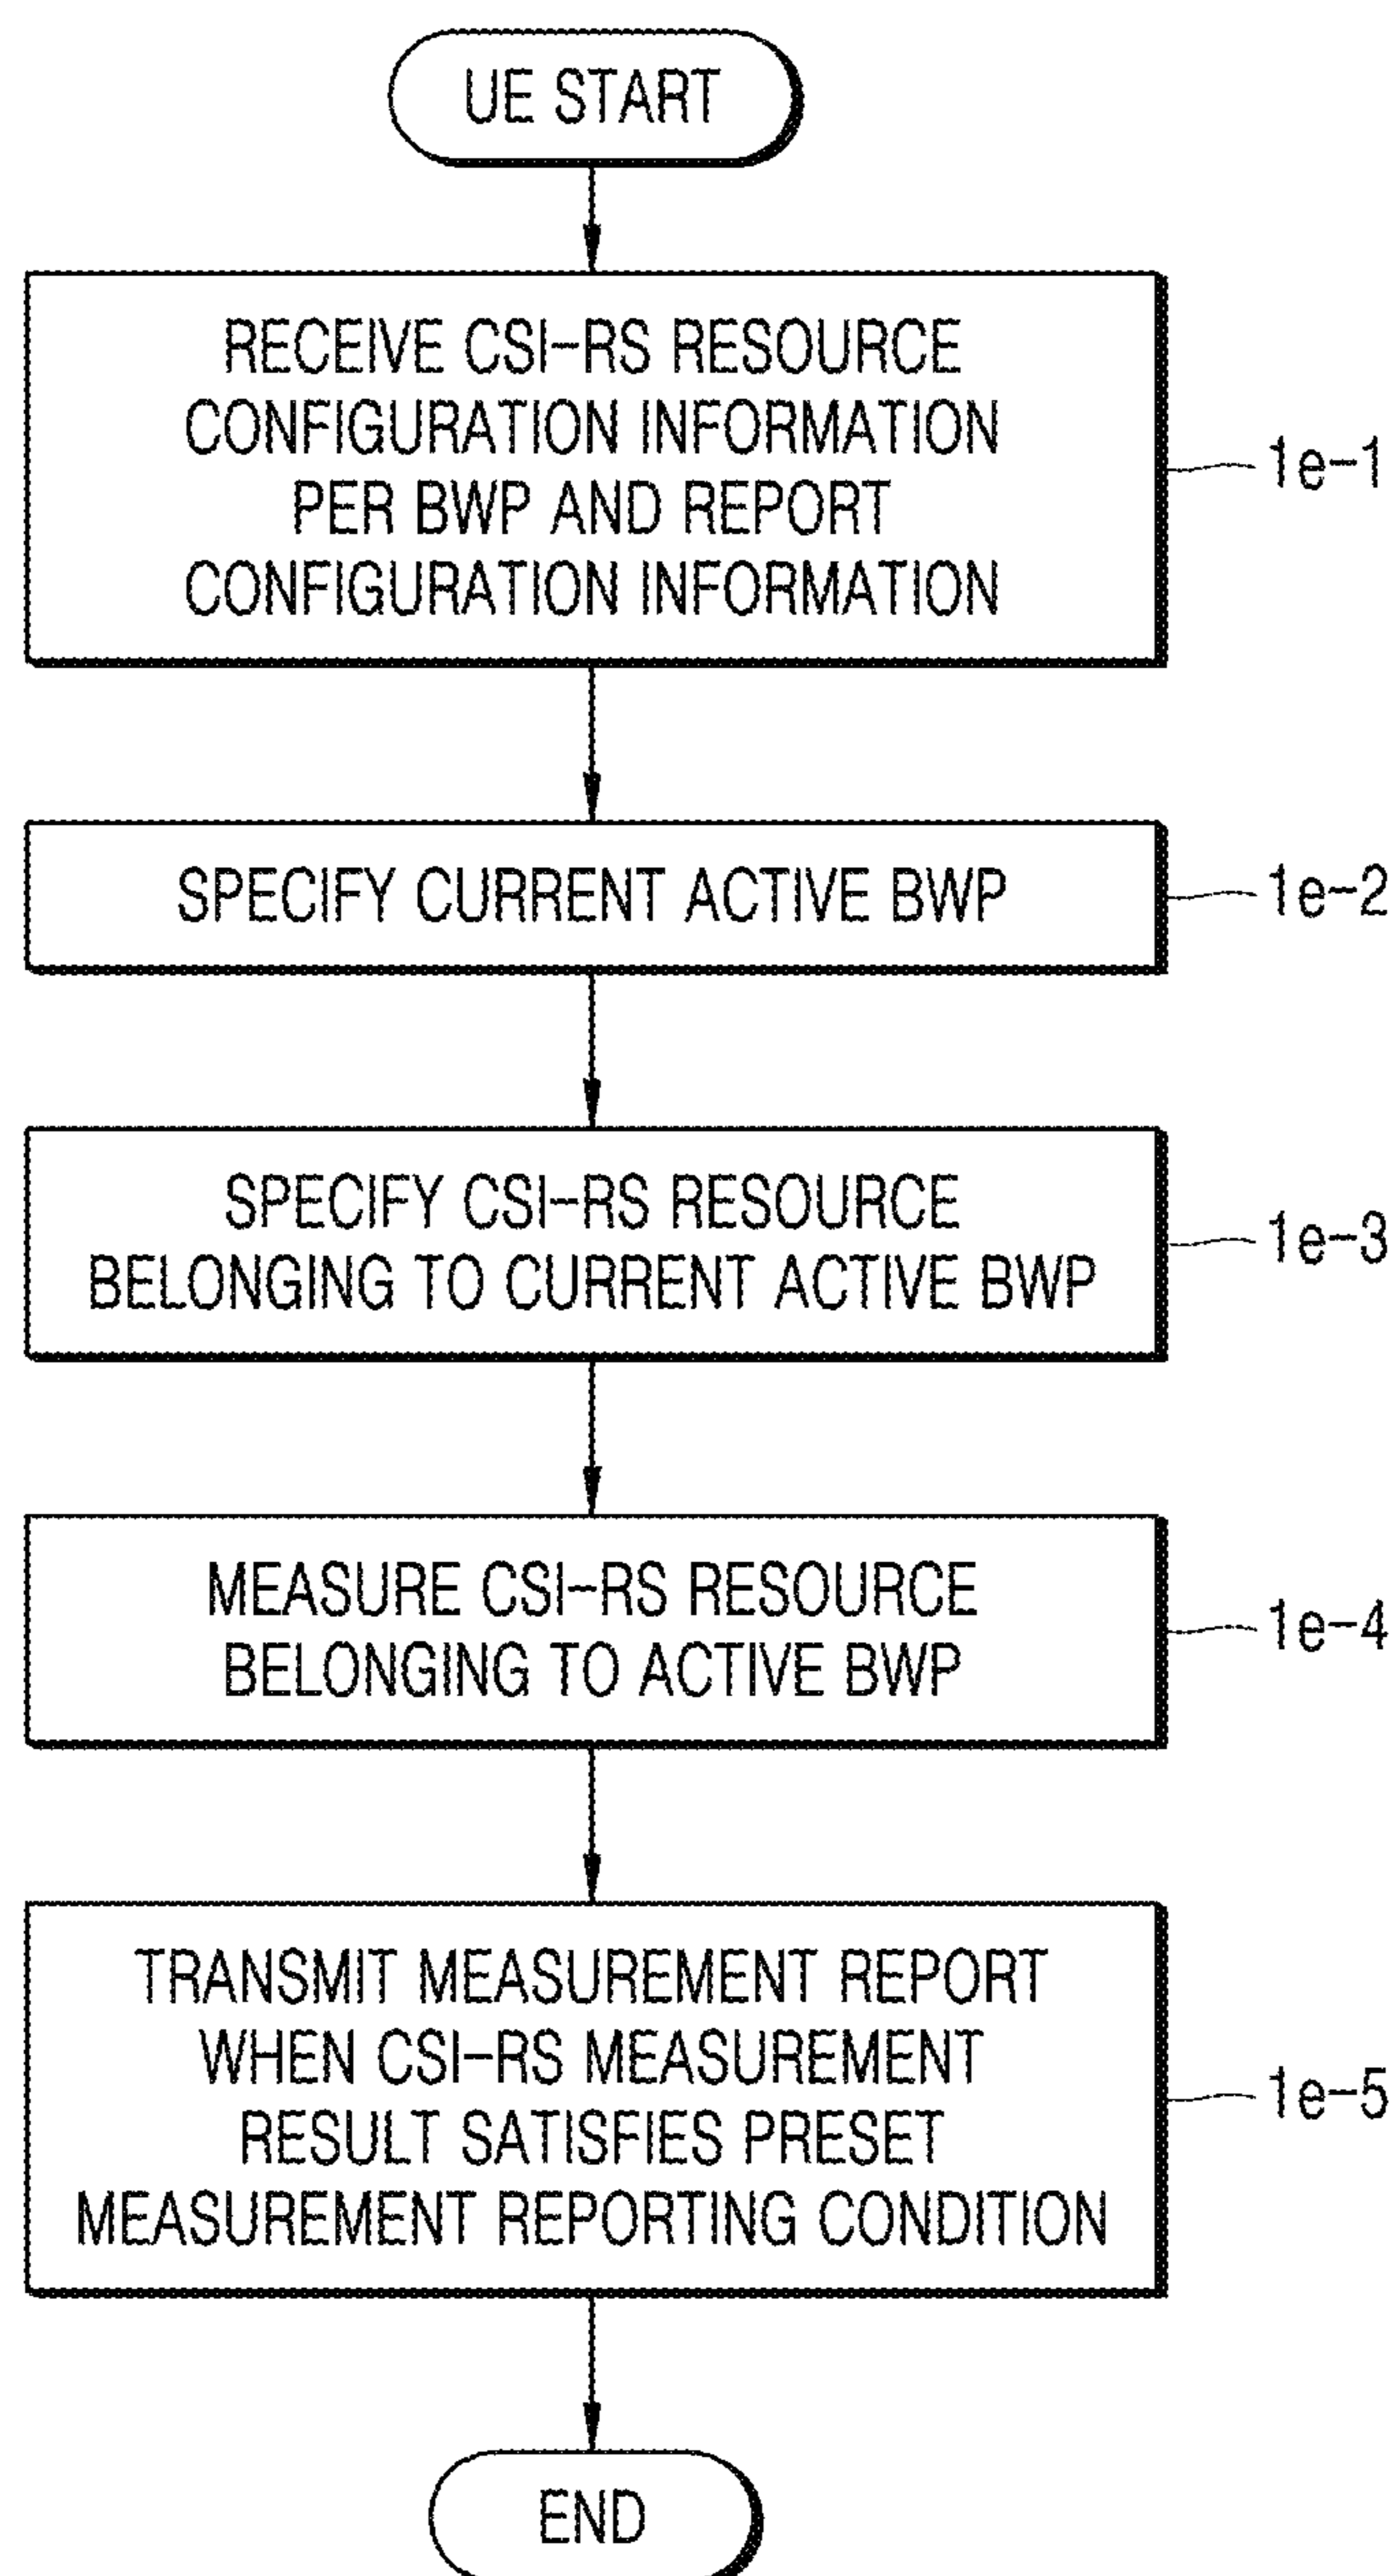 UE START
RECEIVE CSI-RS RESOURCE
CONFIGURATION INFORMATION
PER BWP AND REPORT
CONFIGURATION INFORMATION
1e-1
SPECIFY CURRENT ACTIVE BWP
1e-2
SPECIFY CSI-RS RESOURCE
BELONGING TO CURRENT ACTIVE BWP
1e-3
MEASURE CSI-RS RESOURCE
BELONGING TO ACTIVE BWP
1e-4
TRANSMIT MEASUREMENT REPORT
WHEN CSI-RS MEASUREMENT
RESULT SATISFIES PRESET
MEASUREMENT REPORTING CONDITION
1e-5
END